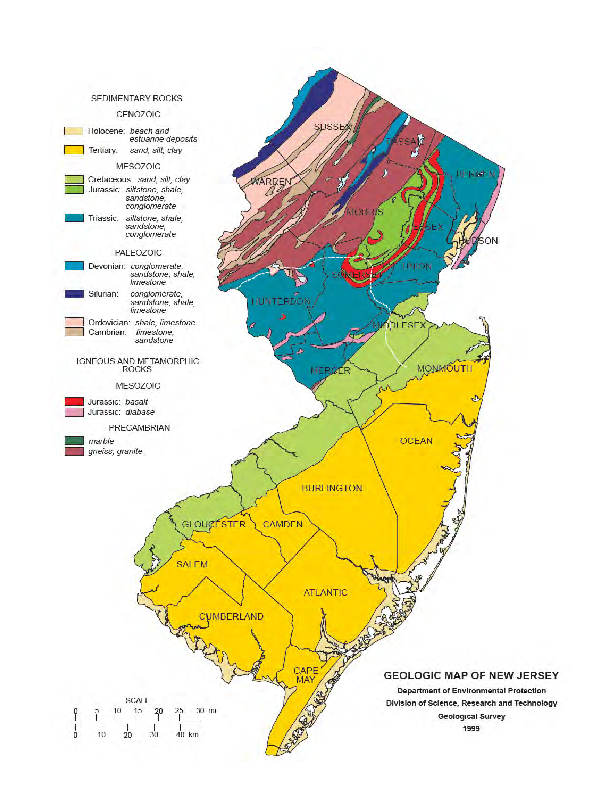 SEDIMENTARY ROCKS
CENOZOIC
Holocene: beach and
estuarine deposits
Tertiary: sand, silt, clay
MESOZOIC
Cretaceous sand, silt, clay
Jurassic: siltstone, shale,
sandstone,
conglomerate
Triassic: siltstone, shale,
sandstone,
conglomerate
PALEOZOIC
Devonian: conglomerate,
sandstone, shale,
limestone
Silurian: conglomerate,
sandstone, shale,
limestone
Ordovician: shale, limestone
Cambrian: limestone,
sandstone
IGNEOUS AND METAMORPHIC
ROCKS
MESOZOIC
Jurassic: basalt
Jurassic: diabase
PRECAMBRIAN
marble
gneiss, granite
SUSSEX
PASSAIC
BERGEN
WARREN
MORRIS
ESSEX
HUDSON
UNION
SOMERSET
HUNTERDON
MIDDLESEX
MERCER
MONMOUTH
OCEAN
BURLINGTON
GLOUCESTER
CAMDEN
SALEM
ATLANTIC
CUMBERLAND
CAPE
MAY
GEOLOGIC MAP OF NEW JERSEY
Department of Environmental Protection
Division of Science, Research and Technology
Geological Survey
1999
SCALE
0 5 10 15 20 25 30 mi
0 10 20 30 40 km